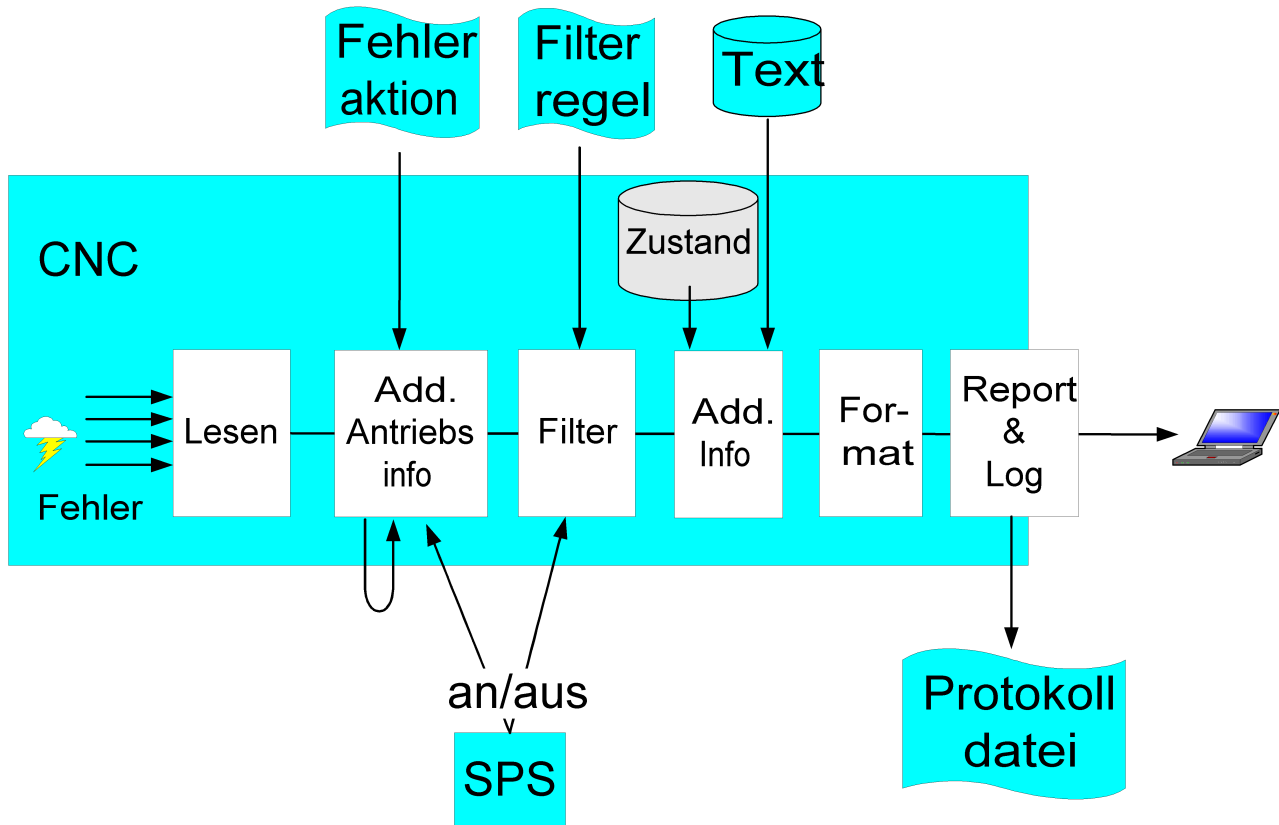 Fehler
aktion
Filter
regel
Text
CNC
Zustand
Fehler
Lesen
Add.
Antriebs
info
Filter
Add.
Info
For-
mat
Report
&
Log
an/aus
SPS
Protokoll
datei